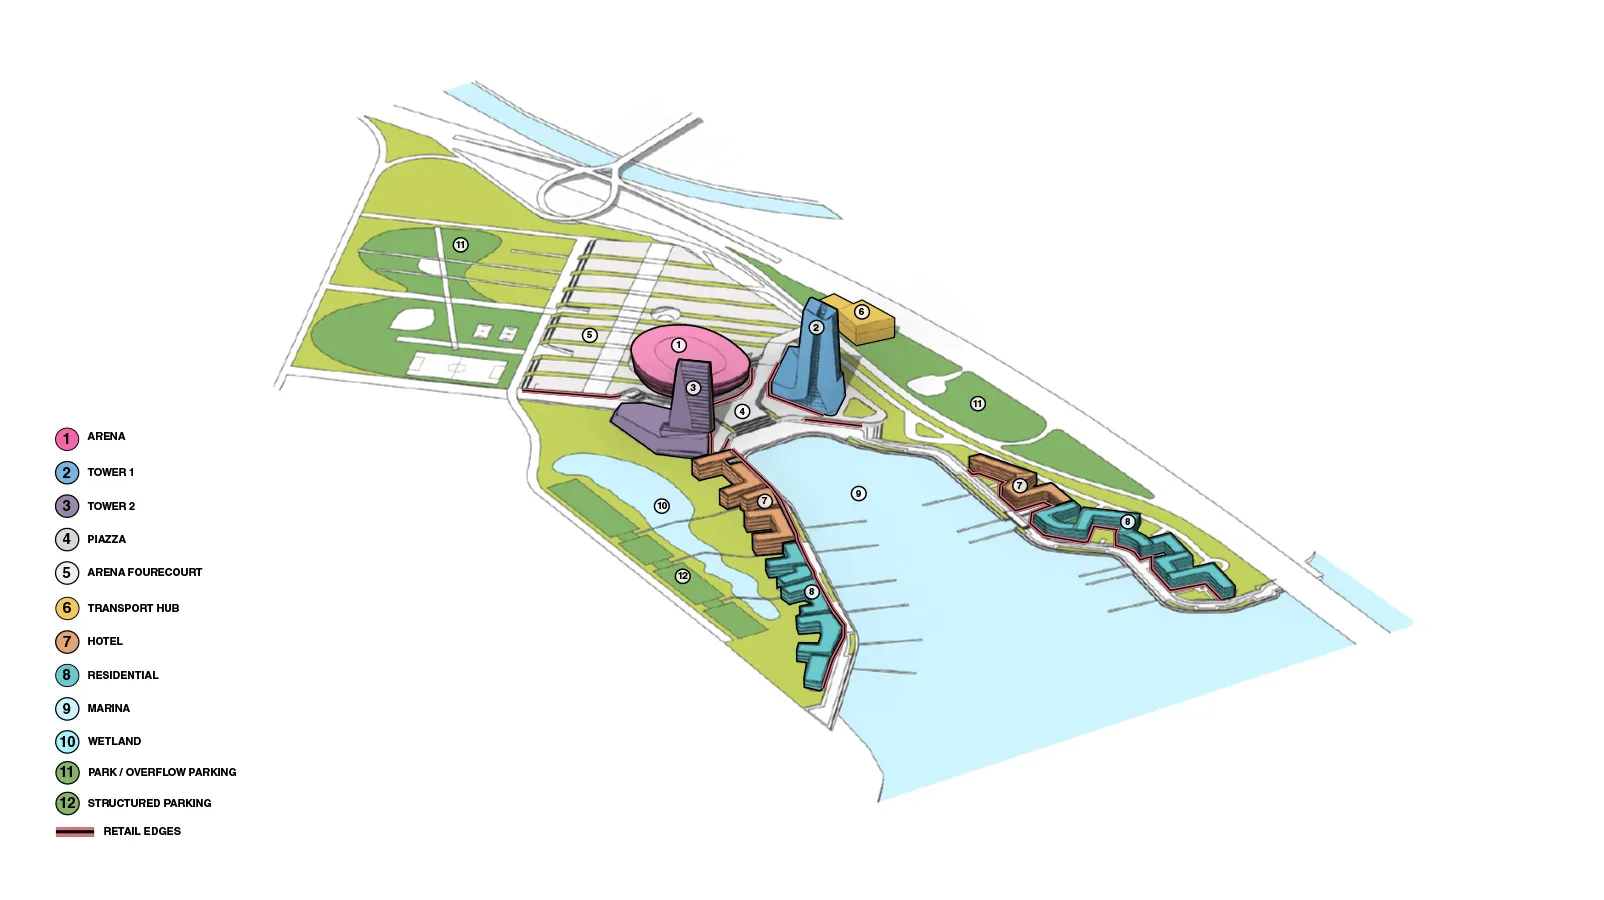 11
5
1
2
6
3
4
11
7
9
7
10
8
12
8
1 ARENA
2 TOWER 1
3 TOWER 2
4 PIAZZA
5 ARENA FOURECOURT
6 TRANSPORT HUB
7 HOTEL
8 RESIDENTIAL
9 MARINA
10 WETLAND
11 PARK / OVERFLOW PARKING
12 STRUCTURED PARKING
RETAIL EDGES